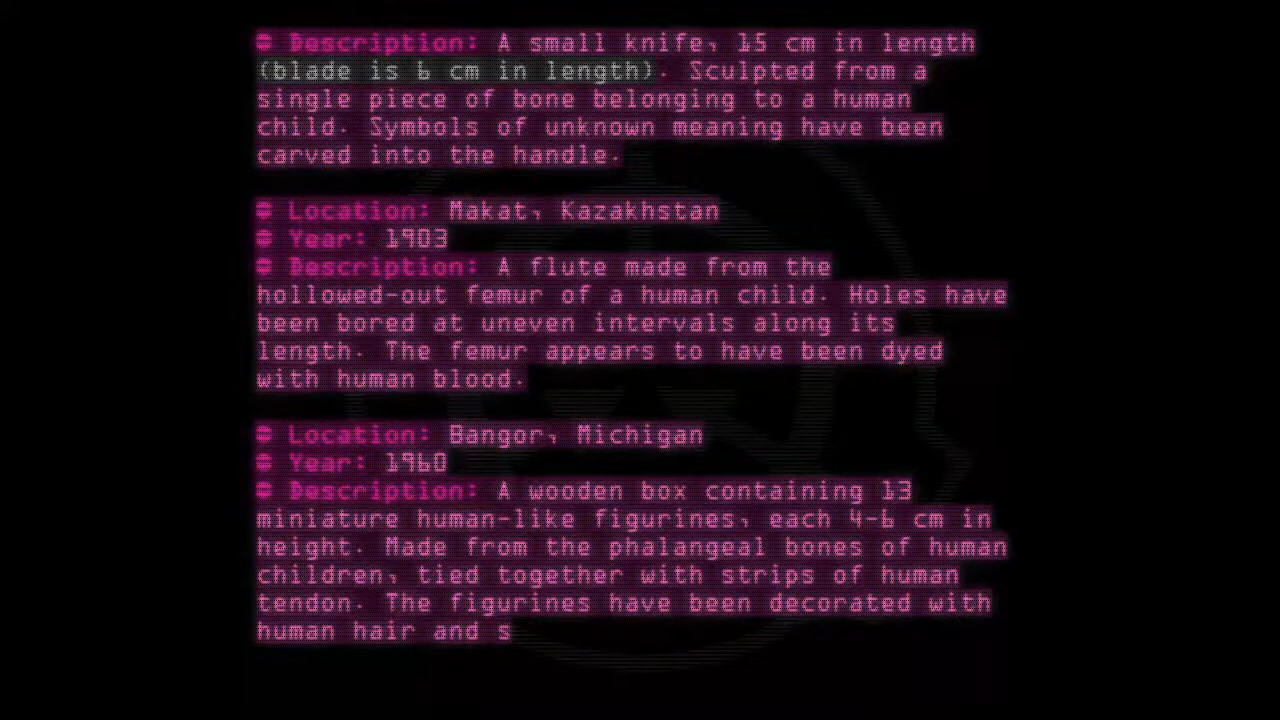 Description: A small knife, 15 cm in length
(blade is 6 cm in length). Sculpted from a
single piece of bone belonging to a human
child. Symbols of unknown meaning have been
carved into the handle.
Location: Makat, Kazakhstan
Year: 1903
Description: A flute made from the
hollowed-out femur of a human child. Holes have
been bored at uneven intervals along its
length. The femur appears to have been dyed
with human blood.
Location: Bangor, Michigan
Year: 1960
Description: A wooden box containing 13
miniature human-like figurines, each 4-6 cm in
height. Made from the phalangeal bones of human
children, tied together with strips of human
tendon. The figurines have been decorated with
human hair and s